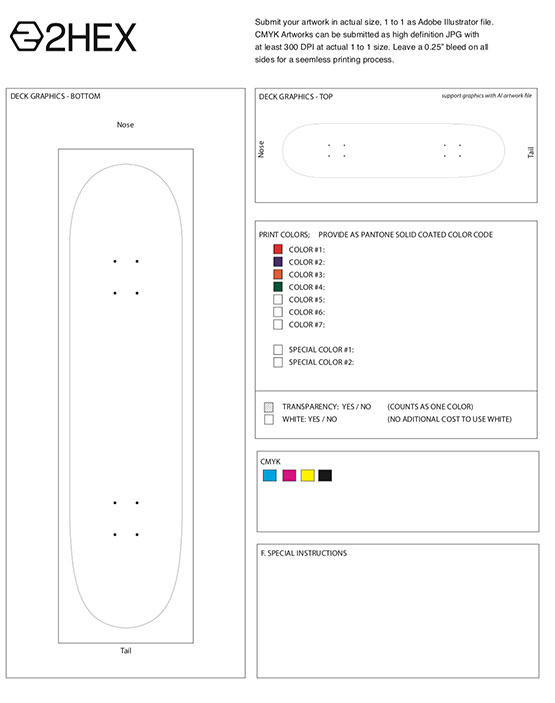 2HEX
Submit your artwork in actual size, 1 to 1 as Adobe Illustrator file.
CMYK Artworks can be submitted as high definition JPG with
at least 300 DPI at actual 1 to 1 size. Leave a 0.25" bleed on all
sides for a seemless printing process.
DECK GRAPHICS - BOTTOM
Nose
Tail
DECK GRAPHICS - TOP
support graphics with AI artwork file
Nose
Tail
PRINT COLORS; PROVIDE AS PANTONE SOLID COATED COLOR CODE
COLOR #1:
COLOR #2:
COLOR #3:
COLOR #4:
COLOR #5:
COLOR #6:
COLOR #7:
SPECIAL COLOR #1:
SPECIAL COLOR #2:
TRANSPARENCY: YES / NO (COUNTS AS ONE COLOR)
WHITE: YES / NO (NO ADITIONAL COST TO USE WHITE)
CMYK
F. SPECIAL INSTRUCTIONS